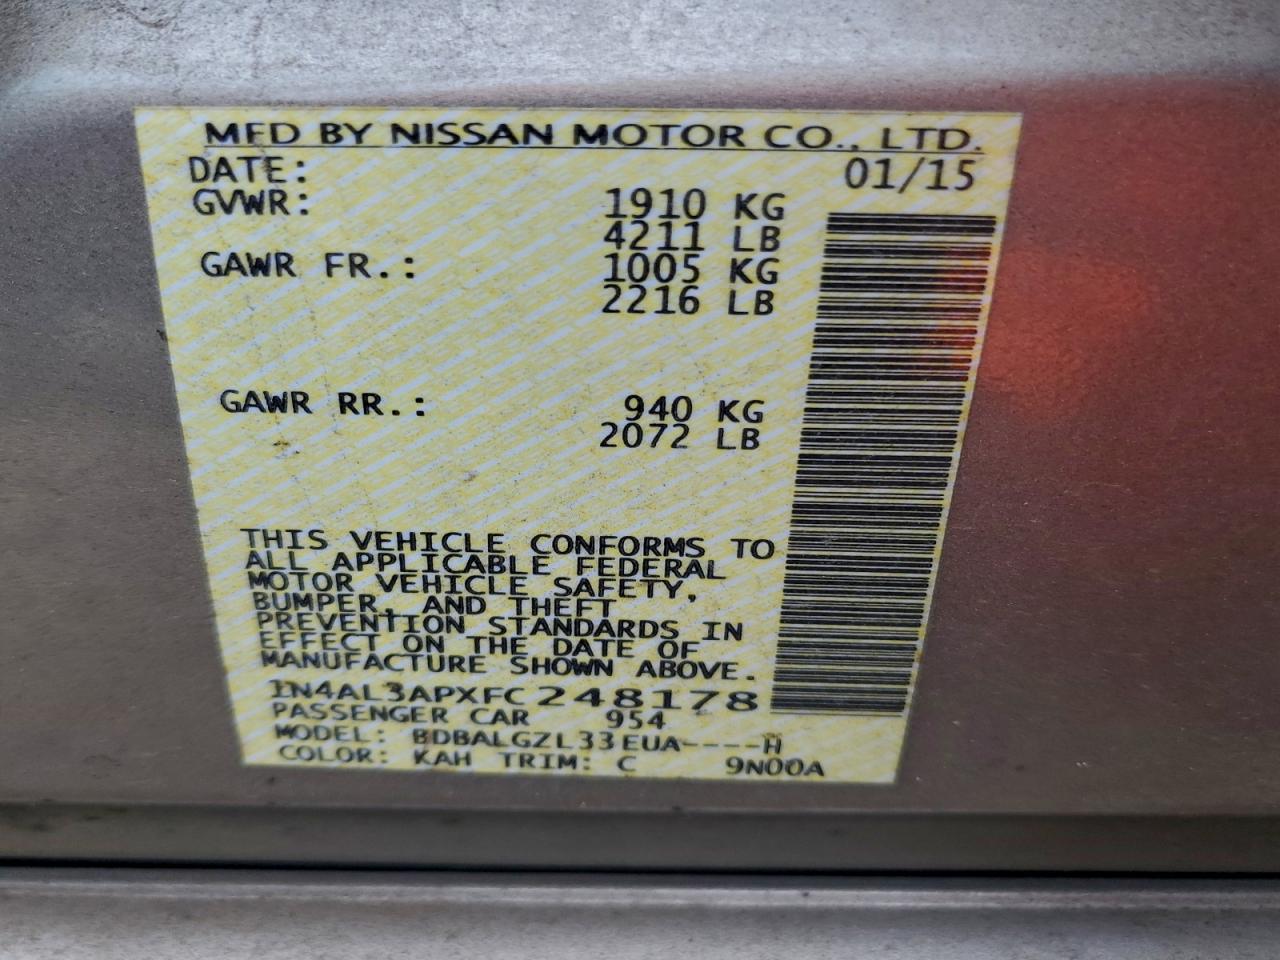 MFD BY NISSAN MOTOR CO., LTD.
DATE: 01/15
GVWR: 1910 KG
4211 LB
GAWR FR.: 1005 KG
2216 LB
GAWR RR.: 940 KG
2072 LB
THIS VEHICLE CONFORMS TO
ALL APPLICABLE FEDERAL
MOTOR VEHICLE SAFETY,
BUMPER, AND THEFT
PREVENTION STANDARDS IN
EFFECT ON THE DATE OF
MANUFACTURE SHOWN ABOVE.
1N4AL3APXFC248178
PASSENGER CAR 954
MODEL: BDBALGZL33EUA----H
COLOR: KAH TRIM: C 9N00A